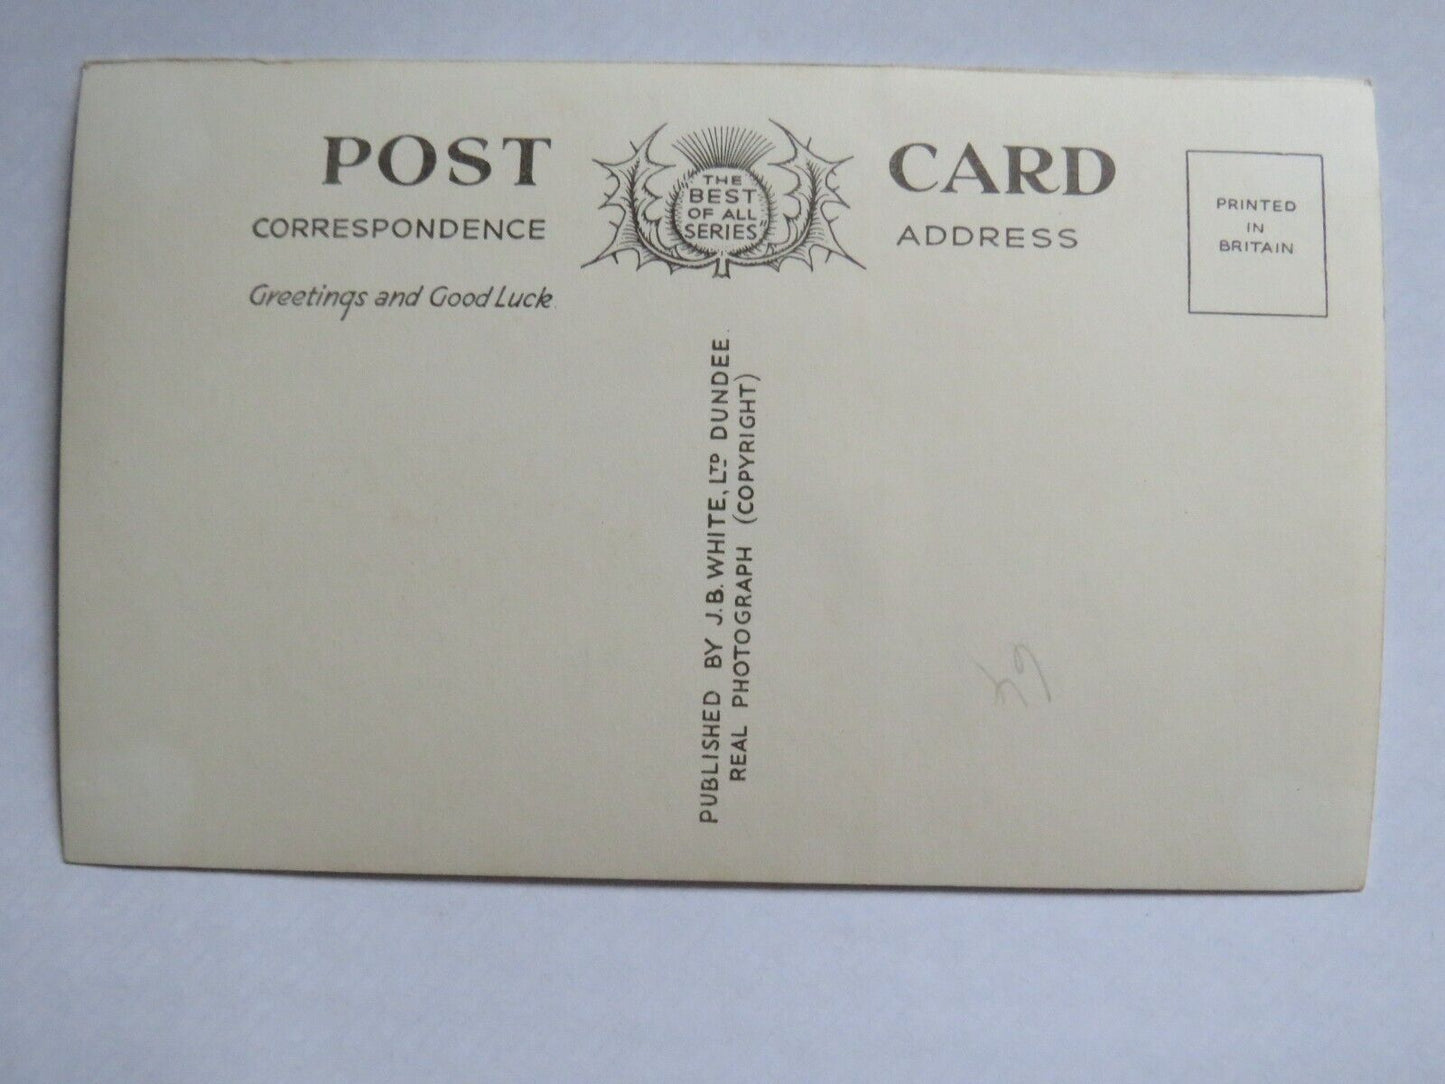 POST CARD
THE
BEST
OF ALL
SERIES
CORRESPONDENCE
ADDRESS
PRINTED
IN
BRITAIN
Greetings and Good Luck.
PUBLISHED BY J.B. WHITE, LTD DUNDEE.
REAL PHOTOGRAPH (COPYRIGHT)